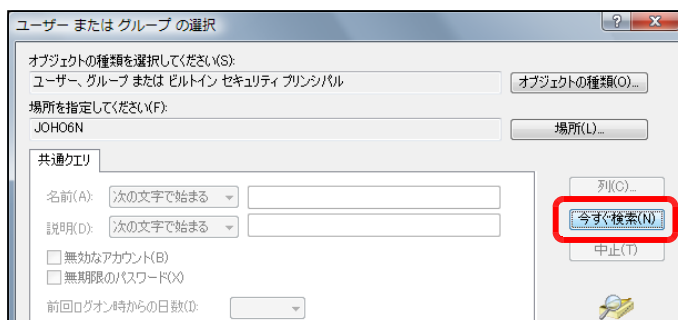 ユーザー または グループ の選択
オブジェクトの種類を選択してください(S):
ユーザー、グループ または ビルトイン セキュリティ プリンシパル
オブジェクトの種類(O)...
場所を指定してください(F):
JOHO6N
場所(L)...
共通クエリ
名前(A):
次の文字で始まる
列(C)...
説明(D):
次の文字で始まる
今すぐ検索(N)
無効なアカウント(B)
中止(T)
無期限のパスワード(X)
前回ログオン時からの日数(I):